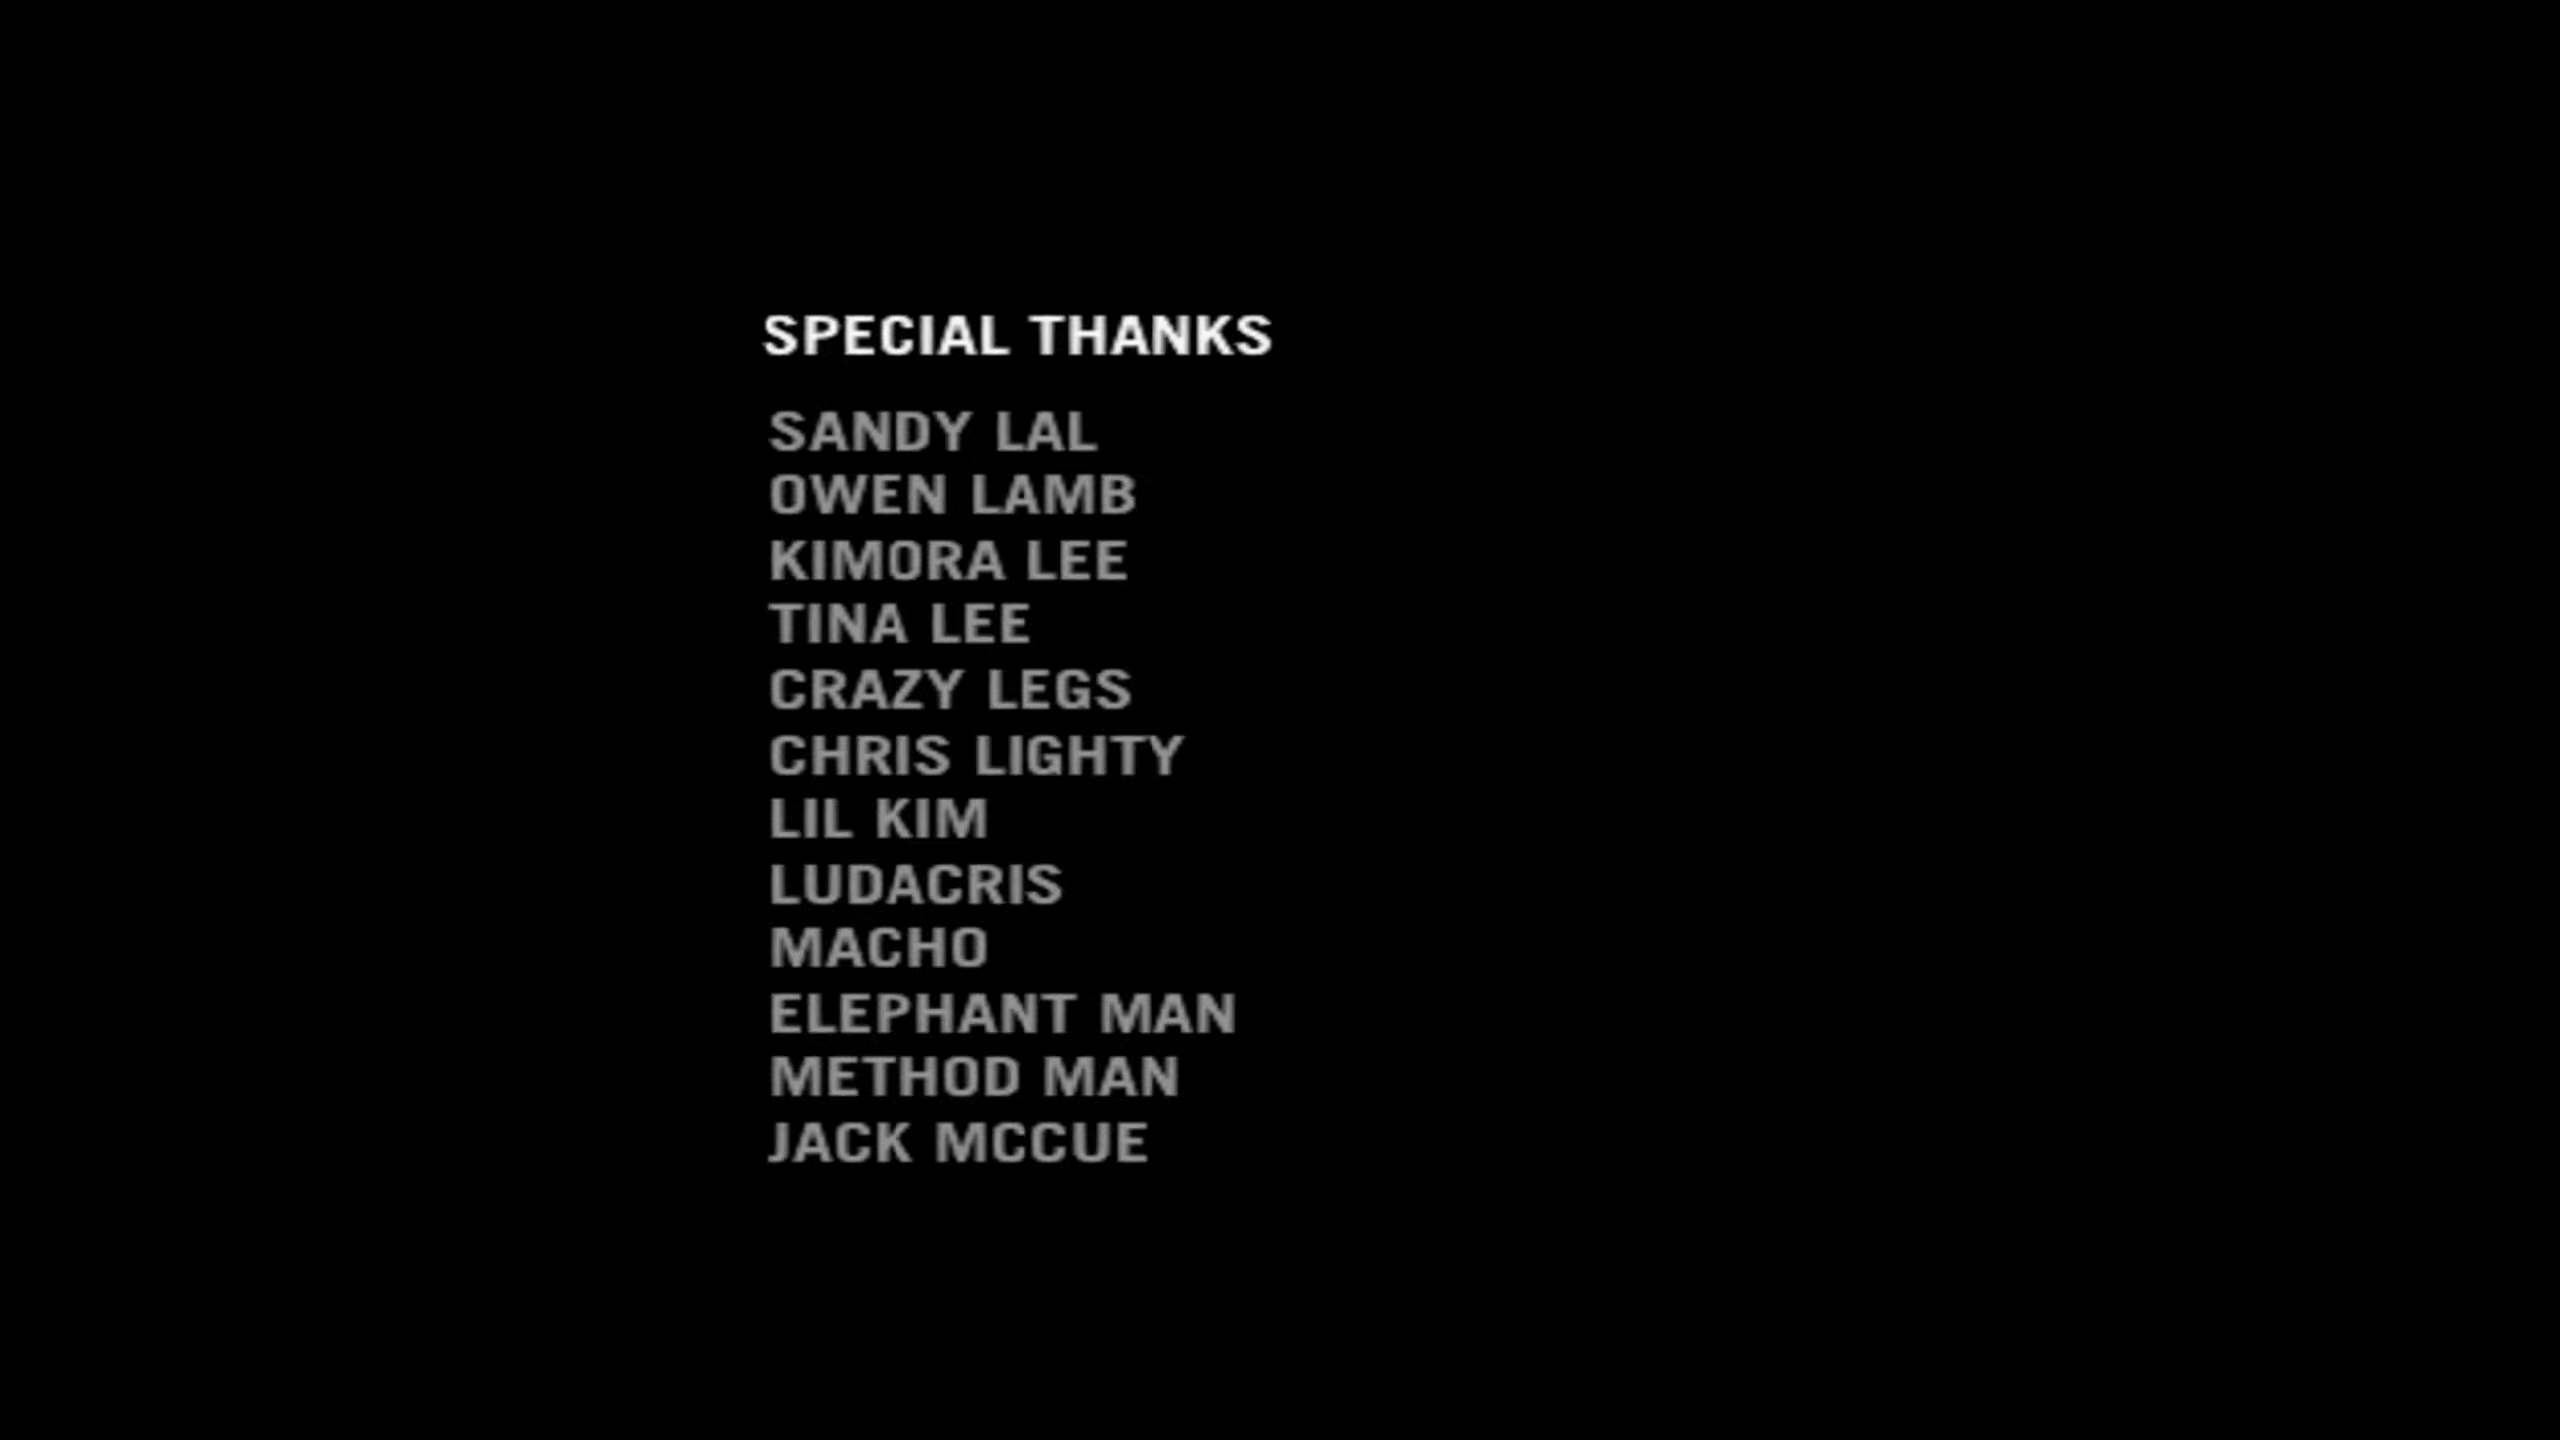 SPECIAL THANKS
SANDY LAL
OWEN LAMB
KIMORA LEE
TINA LEE
CRAZY LEGS
CHRIS LIGHTY
LIL KIM
LUDACRIS
MACHO
ELEPHANT MAN
METHOD MAN
JACK MCCUE